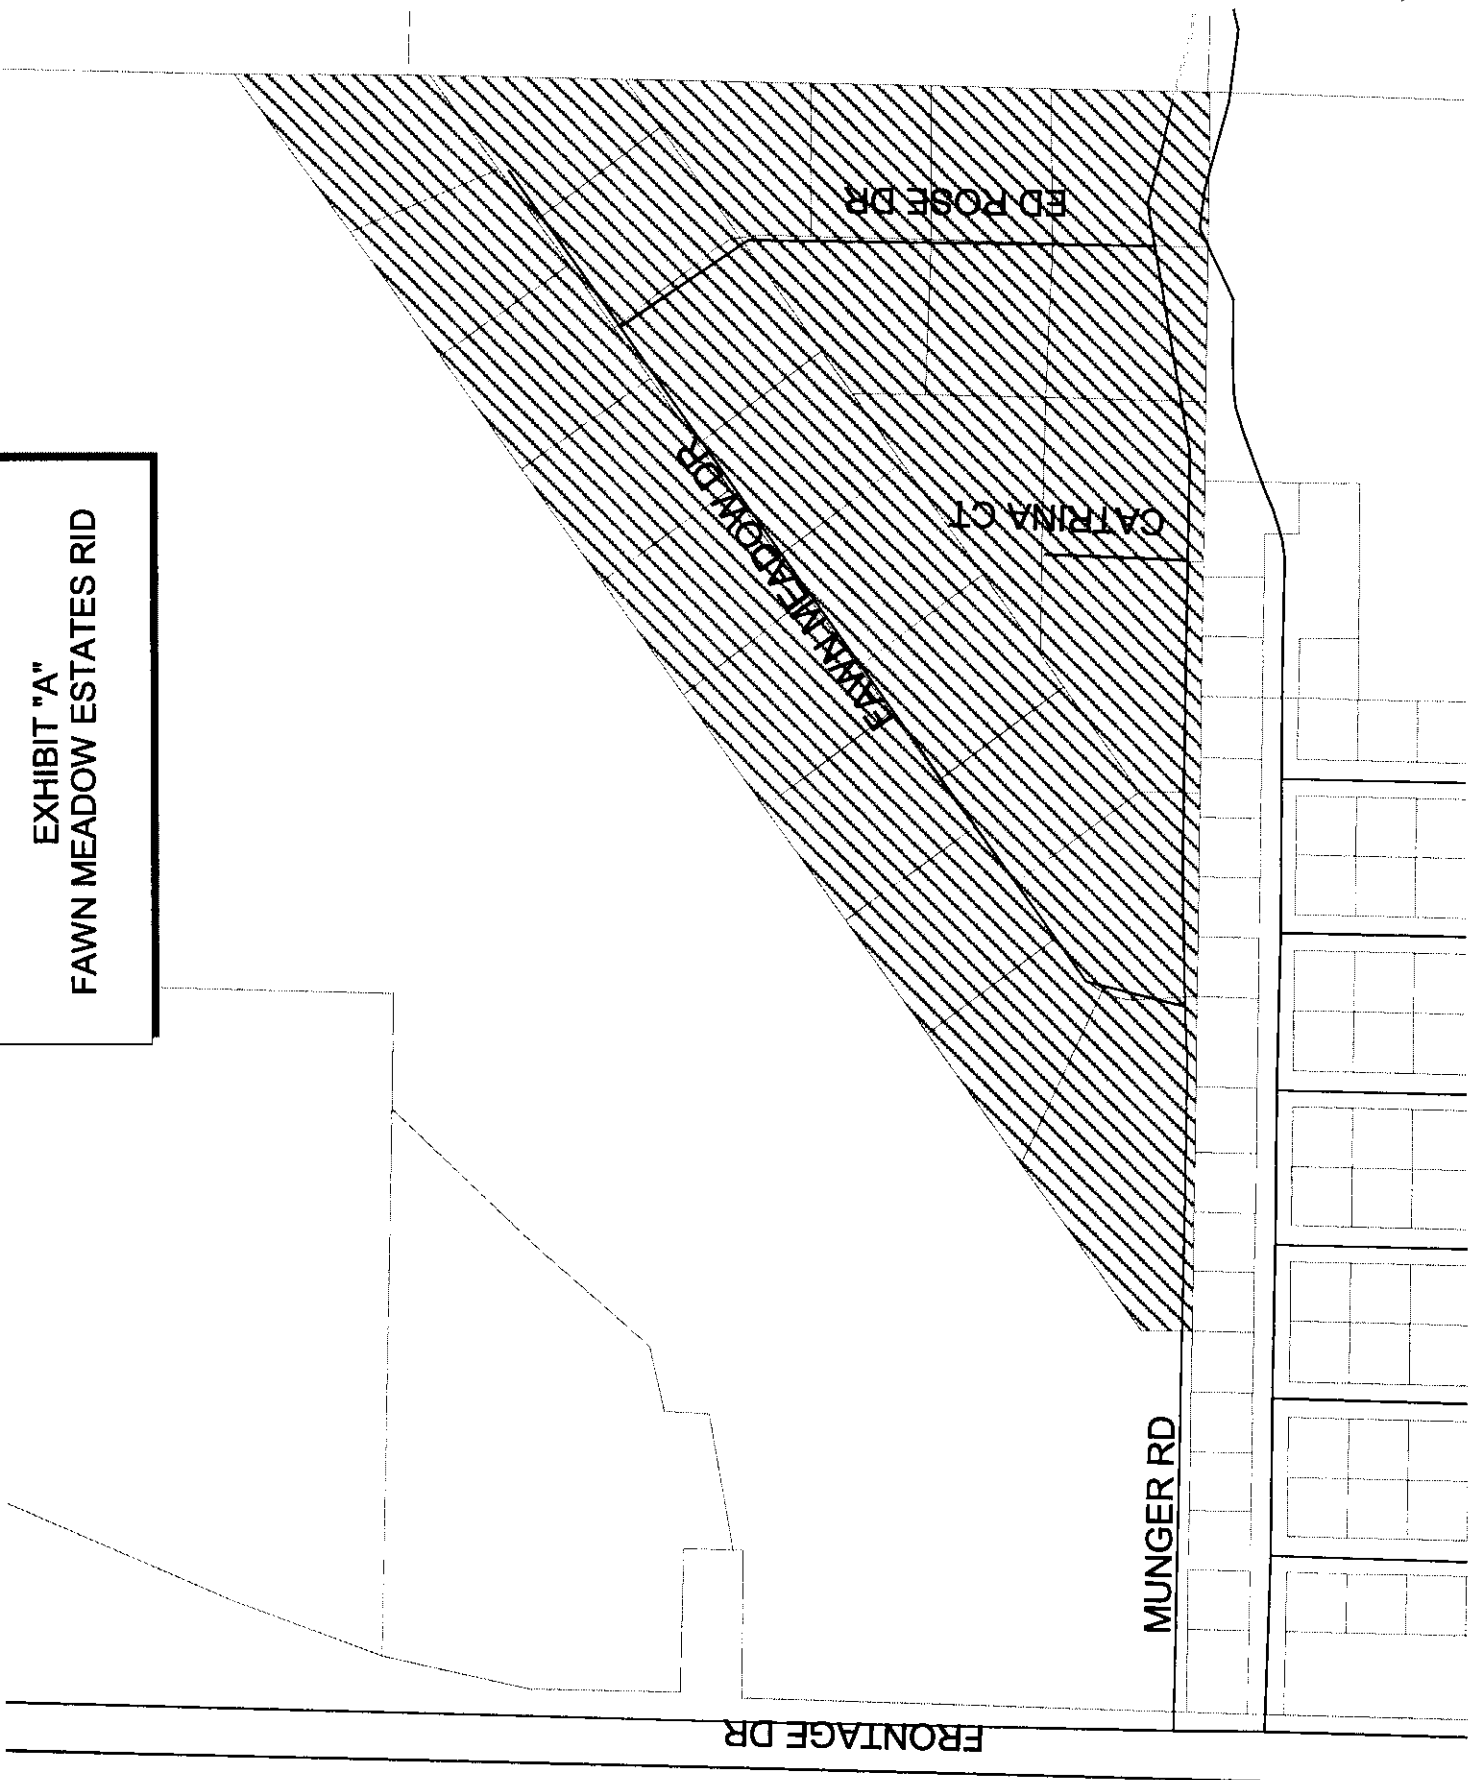 EXHIBIT "A"
FAWN MEADOW ESTATES RID
ED ROSE DR
FAWN MEADOW DR
CATRINA CT
MUNGER RD
FRONTAGE DR